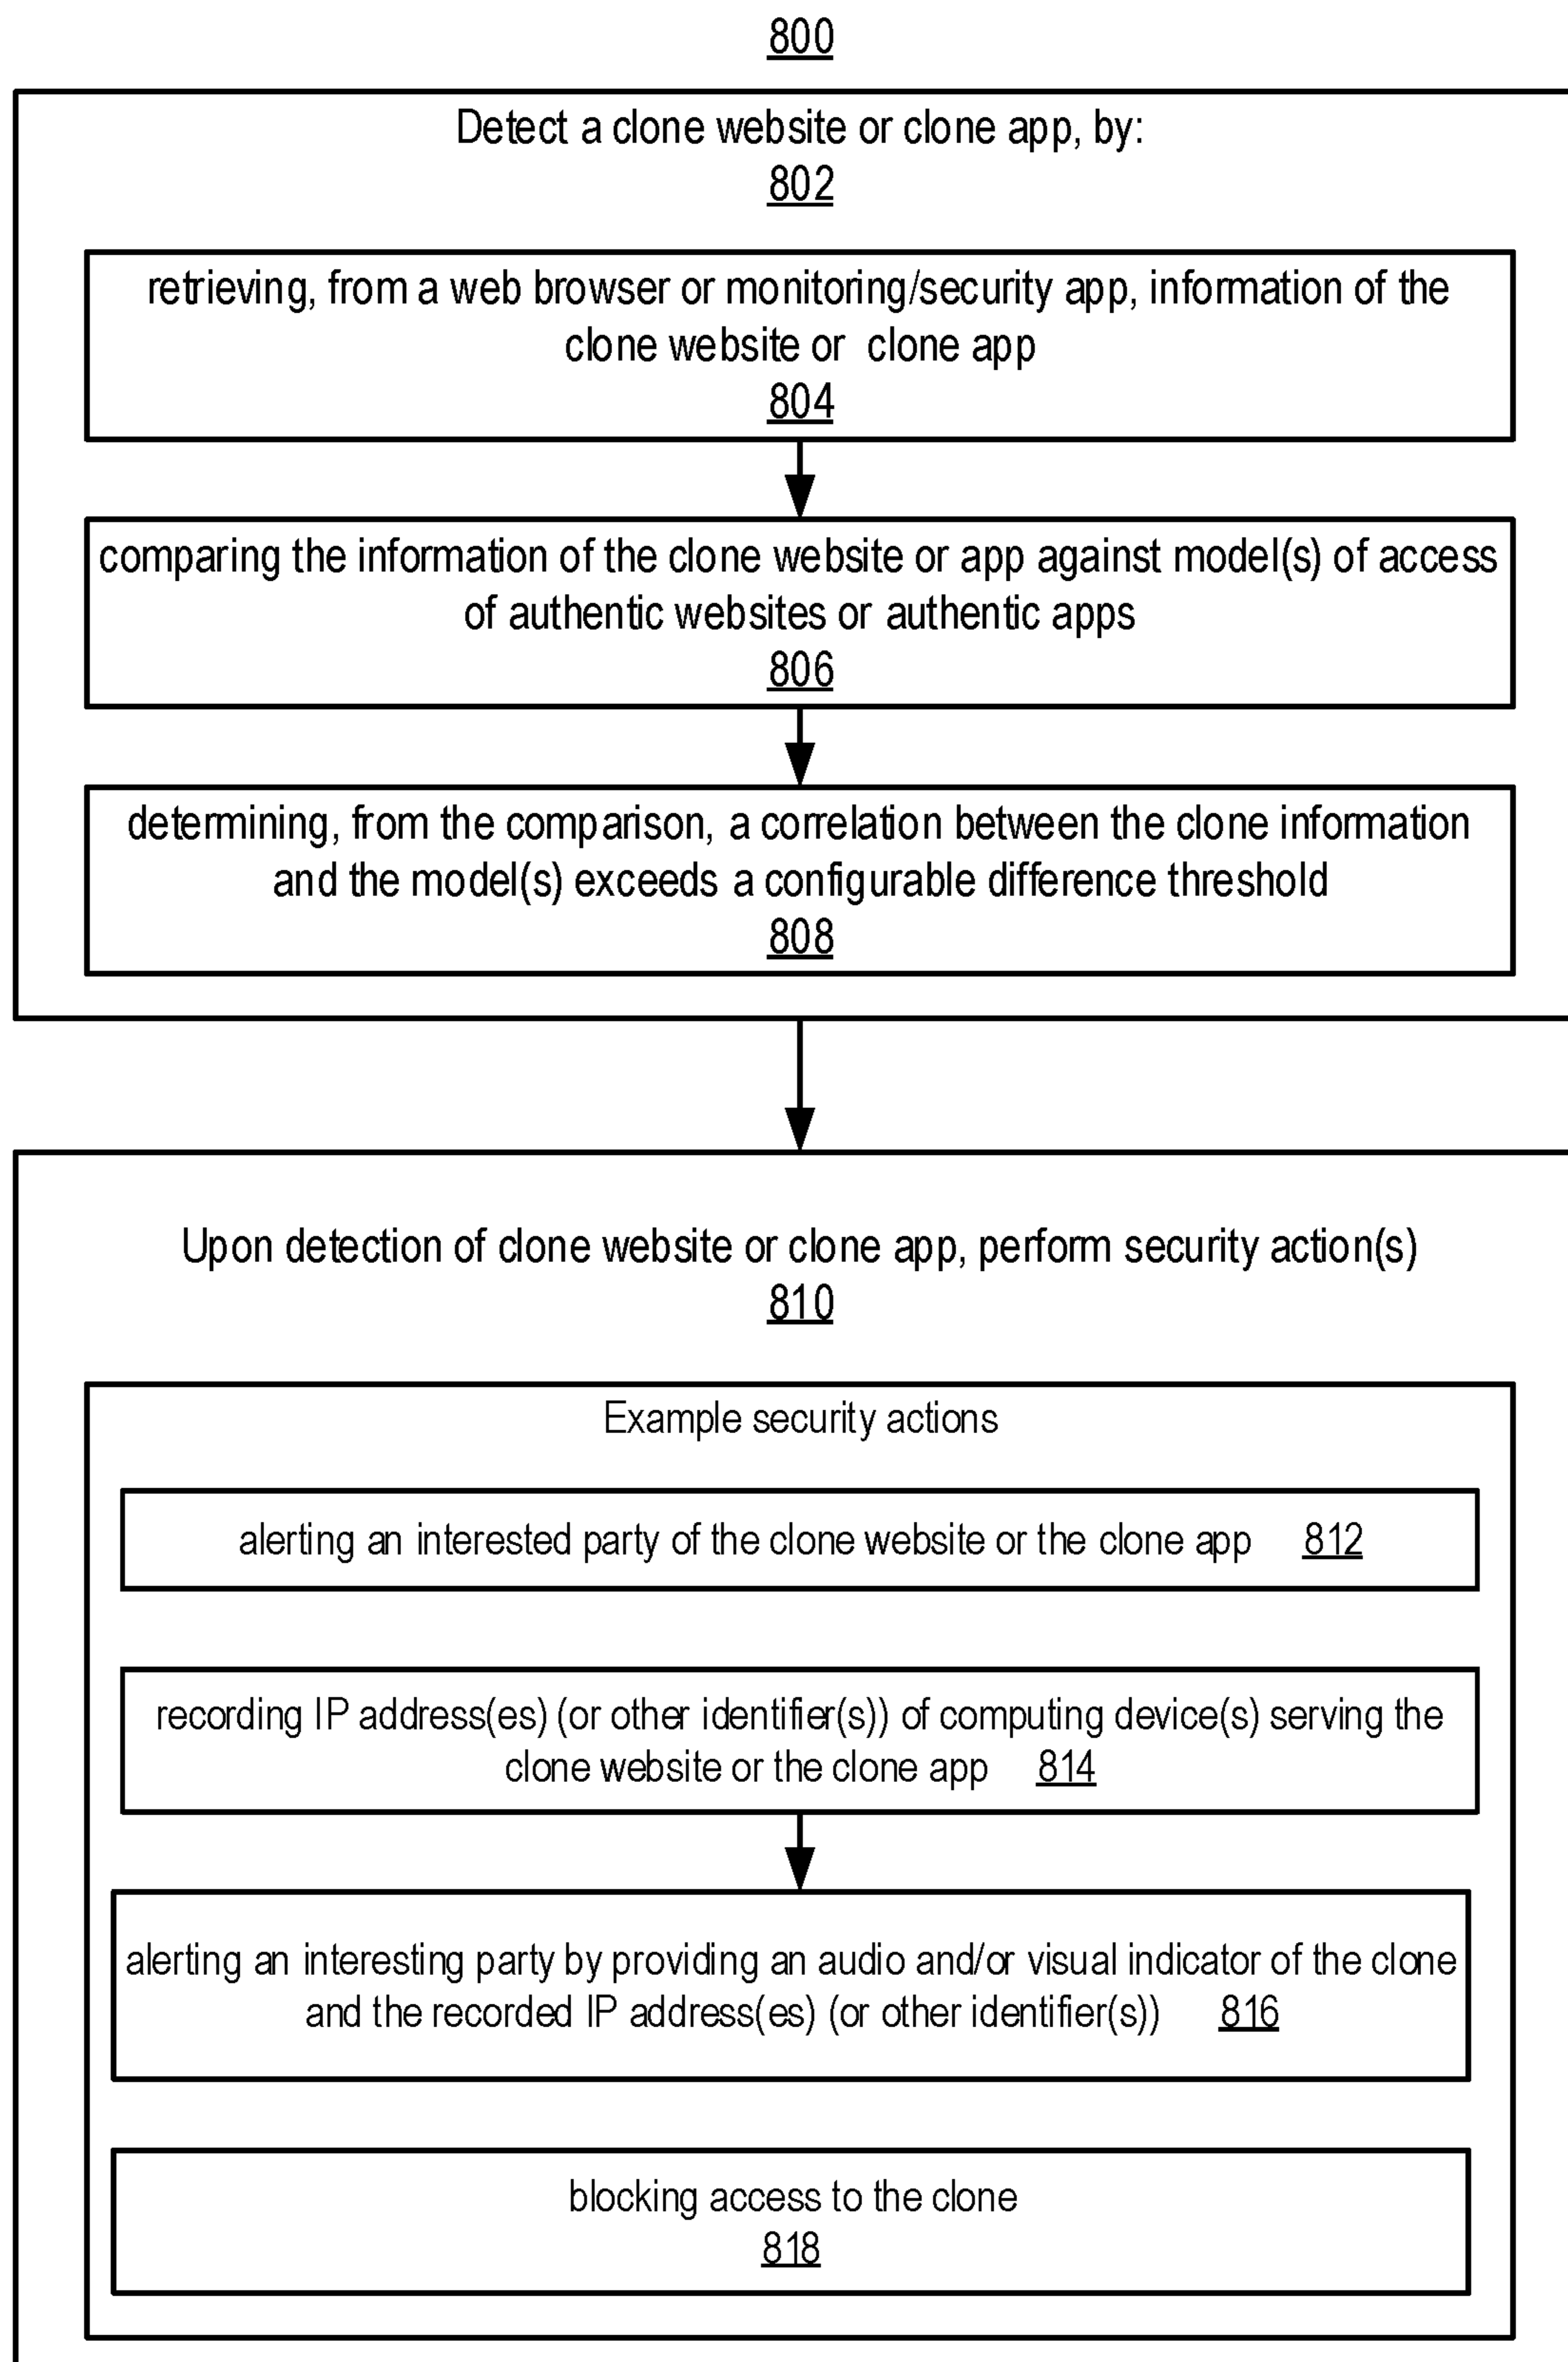 800
Detect a clone website or clone app, by:
802
retrieving, from a web browser or monitoring/security app, information of the
clone website or clone app
804
comparing the information of the clone website or app against model(s) of access
of authentic websites or authentic apps
806
determining, from the comparison, a correlation between the clone information
and the model(s) exceeds a configurable difference threshold
808
Upon detection of clone website or clone app, perform security action(s)
810
Example security actions
alerting an interested party of the clone website or the clone app 812
recording IP address(es) (or other identifier(s)) of computing device(s) serving the
clone website or the clone app 814
alerting an interesting party by providing an audio and/or visual indicator of the clone
and the recorded IP address(es) (or other identifier(s)) 816
blocking access to the clone
818